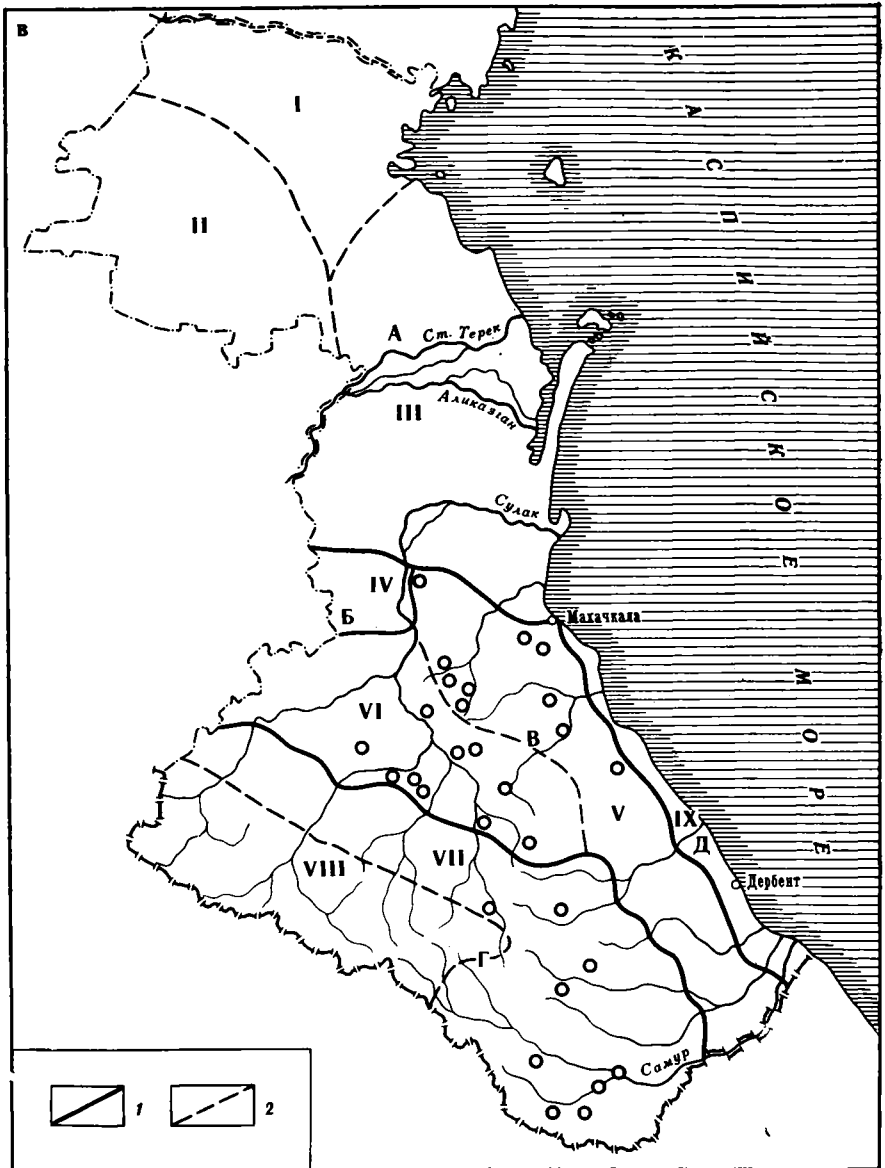 В
I
II
КАСПИЙСКОЕ МОРЕ
А
Ст. Терек
III
Аликазган
Сулак
IV
Махачкала
Б
VI
В
V
IX
Д
VIII
VII
Дербент
Г
Самур
1
2